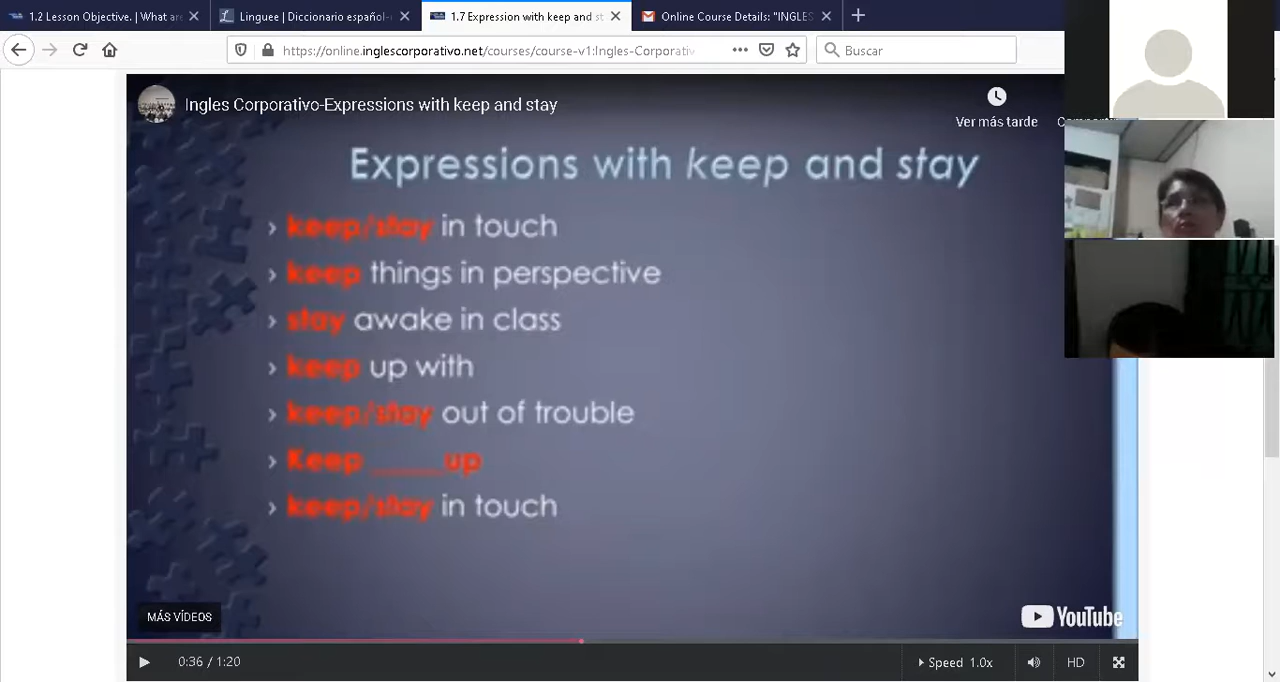 1.2 Lesson Objective. | What ar
Linguee | Diccionario español-
1.7 Expression with keep and st
Online Course Details: "INGLES
https://online.inglescorporativo.net/courses/course-v1:Ingles-Corporativ
Buscar
Ingles Corporativo-Expressions with keep and stay
Ver más tarde
Expressions with keep and stay
› keep/stay in touch
› keep things in perspective
› stay awake in class
› keep up with
› keep/stay out of trouble
› Keep _____up
› keep/stay in touch
MÁS VÍDEOS
YouTube
0:36 / 1:20
Speed 1.0x
HD